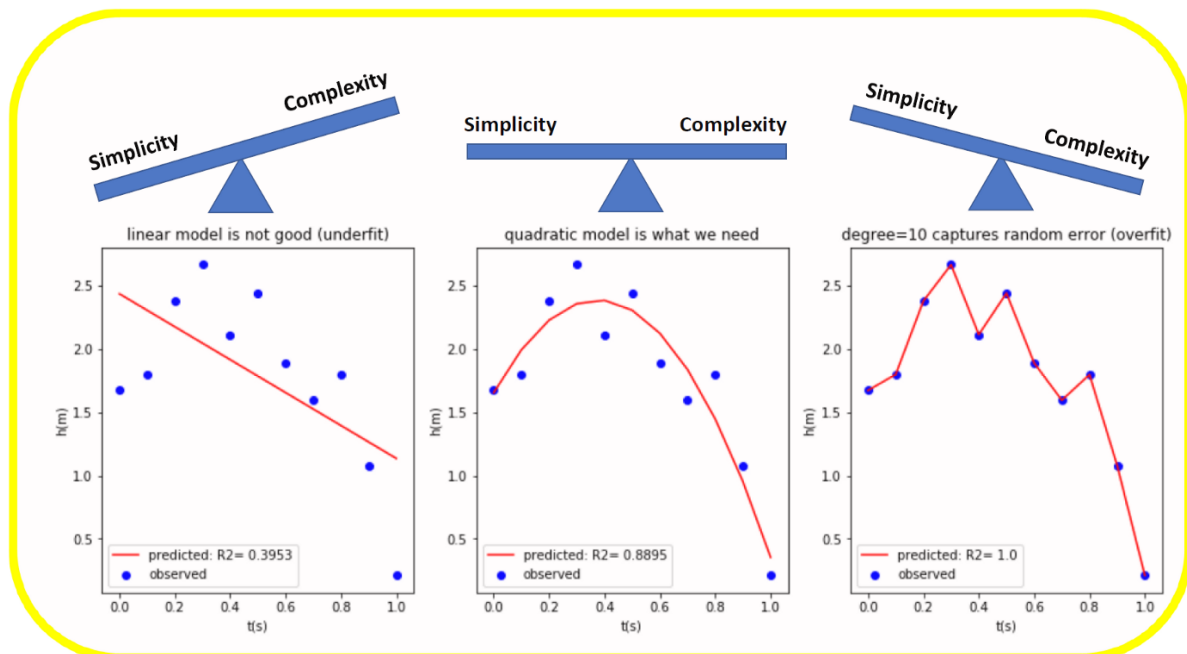 Simplicity
Complexity
Simplicity
Complexity
Simplicity
Complexity
linear model is not good (underfit)
2.5
2.0
1.5
1.0
0.5
h(m)
predicted: R2= 0.3953
observed
0.0 0.2 0.4 0.6 0.8 1.0
t(s)
quadratic model is what we need
2.5
2.0
1.5
1.0
0.5
h(m)
predicted: R2= 0.8895
observed
0.0 0.2 0.4 0.6 0.8 1.0
t(s)
degree=10 captures random error (overfit)
2.5
2.0
1.5
1.0
0.5
h(m)
predicted: R2= 1.0
observed
0.0 0.2 0.4 0.6 0.8 1.0
t(s)